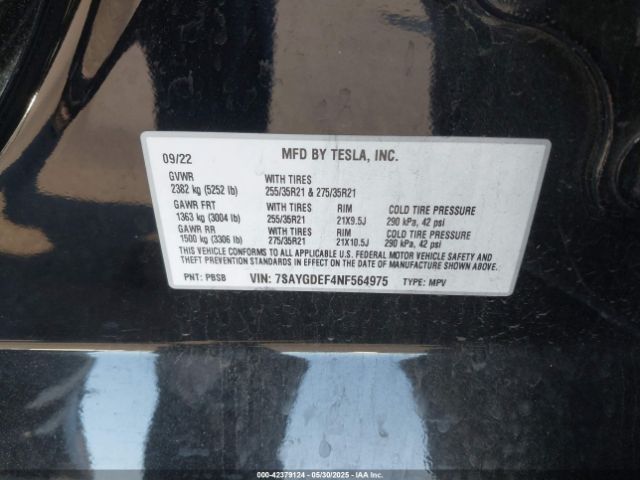 09/22 MFD BY TESLA, INC.
GVWR WITH TIRES
2382 kg (5252 lb) 255/35R21 & 275/35R21
GAWR FRT WITH TIRES RIM COLD TIRE PRESSURE
1363 kg (3004 lb) 255/35R21 21X9.5J 290 kPa, 42 psi
GAWR RR WITH TIRES RIM COLD TIRE PRESSURE
1500 kg (3306 lb) 275/35R21 21X10.5J 290 kPa, 42 psi
THIS VEHICLE CONFORMS TO ALL APPLICABLE U.S. FEDERAL MOTOR VEHICLE SAFETY AND
THEFT PREVENTION STANDARDS IN EFFECT ON THE DATE OF MANUFACTURE SHOWN ABOVE.
PNT: PBSB VIN: 7SAYGDEF4NF564975 TYPE: MPV
00-42379124 - 05/30/2025 - © Copyright IAA, LLC